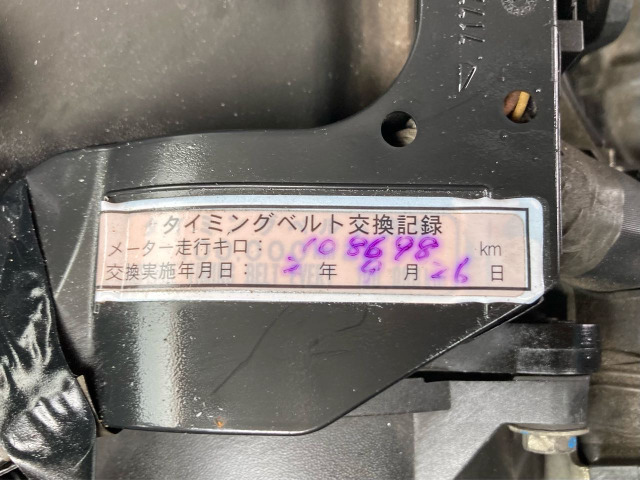 タイミングベルト交換記録
メーター走行キロ： 108698 km
交換実施年月日： 年 月 26 日